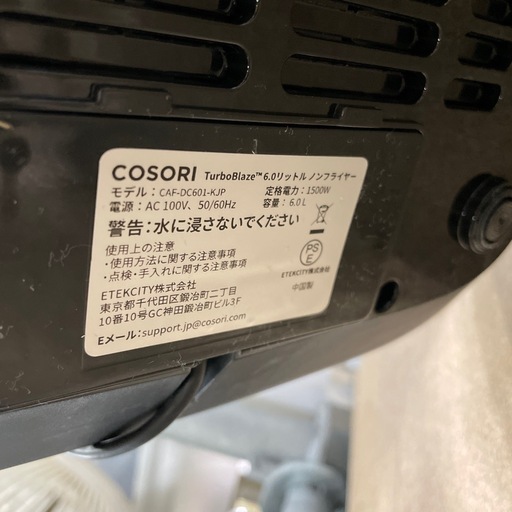 COSORI TurboBlaze™ 6.0リットル ノンフライヤー
モデル：CAF-DC601-KJP 定格電力：1500W
電源：AC 100V、50/60Hz 容量：6.0 L
警告：水に浸さないでください
使用上の注意
・使用方法に関する注意事項
・点検・手入れに関する注意事項
PS
E
ETEKCITY株式会社
ETEKCITY株式会社
東京都千代田区鍛冶町二丁目
中国製
10番10号GC神田鍛冶町ビル3F
Eメール：support.jp@cosori.com